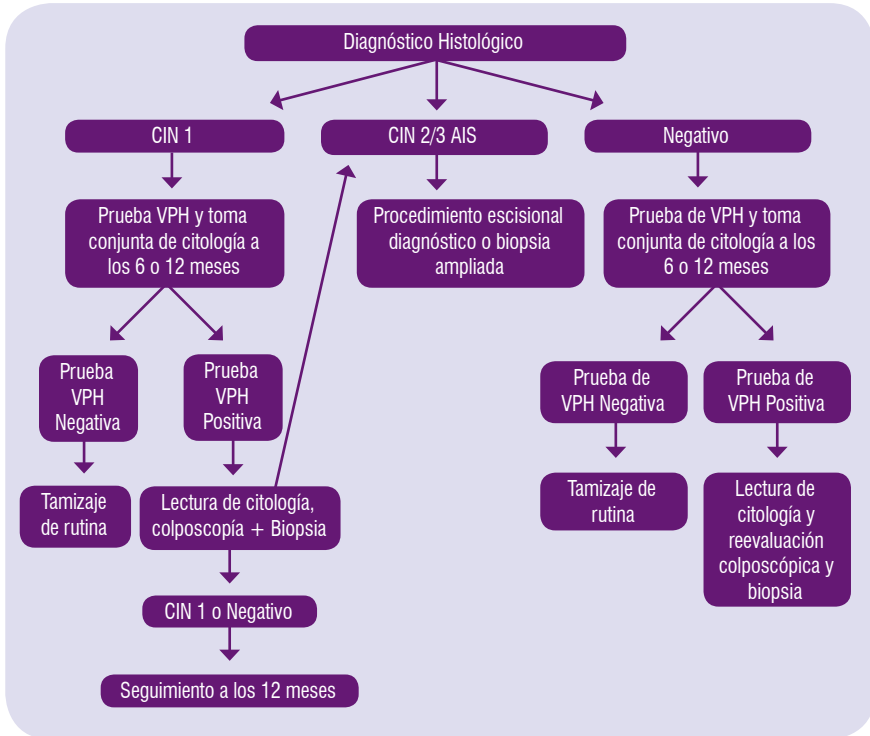 Diagnóstico Histológico
CIN 1
CIN 2/3 AIS
Negativo
Prueba VPH y toma
conjunta de citología a
los 6 o 12 meses
Procedimiento escisional
diagnóstico o biopsia
ampliada
Prueba de VPH y toma
conjunta de citología a los
6 o 12 meses
Prueba
VPH
Negativa
Prueba
VPH
Positiva
Prueba de
VPH Negativa
Prueba de
VPH Positiva
Tamizaje
de rutina
Lectura de citología,
colposcopía + Biopsia
Tamizaje de
rutina
Lectura de
citología y
reevaluación
colposcópica y
biopsia
CIN 1 o Negativo
Seguimiento a los 12 meses